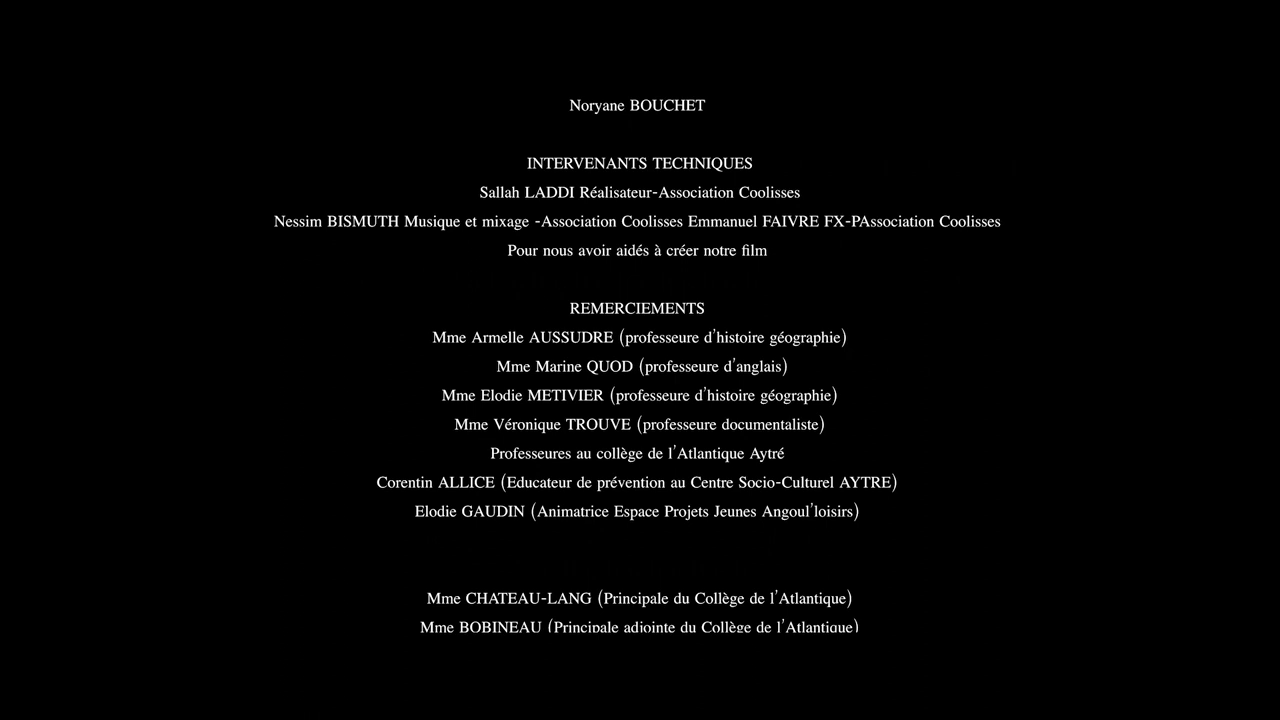 Noryane BOUCHET
INTERVENANTS TECHNIQUES
Sallah LADDI Réalisateur-Association Coolisses
Nessim BISMUTH Musique et mixage -Association Coolisses Emmanuel FAIVRE FX-PAssociation Coolisses
Pour nous avoir aidés à créer notre film
REMERCIEMENTS
Mme Armelle AUSSUDRE (professeure d'histoire géographie)
Mme Marine QUOD (professeure d'anglais)
Mme Elodie METIVIER (professeure d'histoire géographie)
Mme Véronique TROUVE (professeure documentaliste)
Professeures au collège de l'Atlantique Aytré
Corentin ALLICE (Educateur de prévention au Centre Socio-Culturel AYTRE)
Elodie GAUDIN (Animatrice Espace Projets Jeunes Angoul'loisirs)
Mme CHATEAU-LANG (Principale du Collège de l'Atlantique)
Mme BOBINEAU (Principale adjointe du Collège de l'Atlantique)